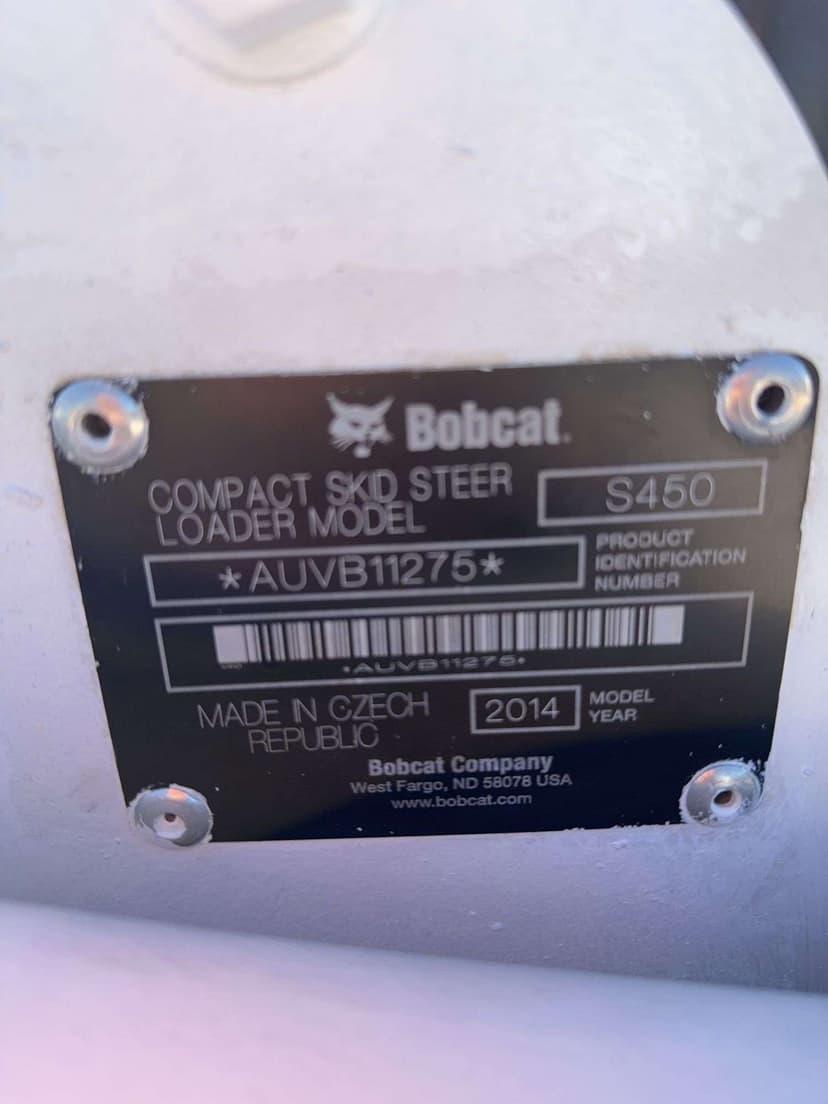 Bobcat.
COMPACT SKID STEER
LOADER MODEL
S450
*AUVB11275*
PRODUCT
IDENTIFICATION
NUMBER
*AUVB11275*
MADE IN CZECH
REPUBLIC
2014
MODEL
YEAR
Bobcat Company
West Fargo, ND 58078 USA
www.bobcat.com